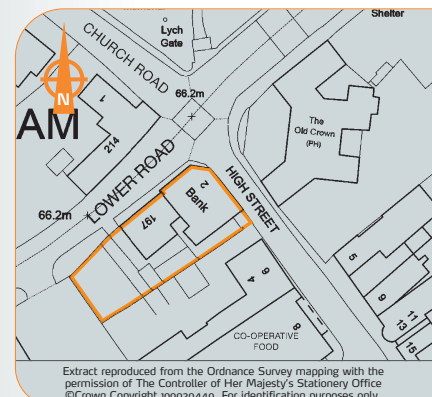 Shelter
Lych
Gate
CHURCH ROAD
66.2m
N
AM
1
214
The
Old Crown
(PH)
LOWER ROAD
HIGH STREET
2
Bank
197
66.2m
5
9
11
13
15
6
4
8
CO-OPERATIVE
FOOD
Extract reproduced from the Ordnance Survey mapping with the
permission of The Controller of Her Majesty's Stationery Office
©Crown Copyright 100020449. For identification purposes only